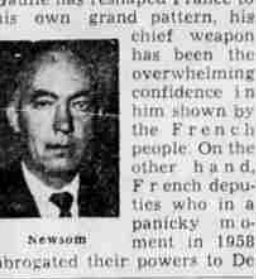 Gaulle has reshaped France to
his own grand pattern, his
chief weapon
has been the
overwhelming
confidence in
him shown by
the French
people. On the
other hand,
French depu-
ties who in a
panicky mo-
ment in 1958
abrogated their powers to De
Newsom